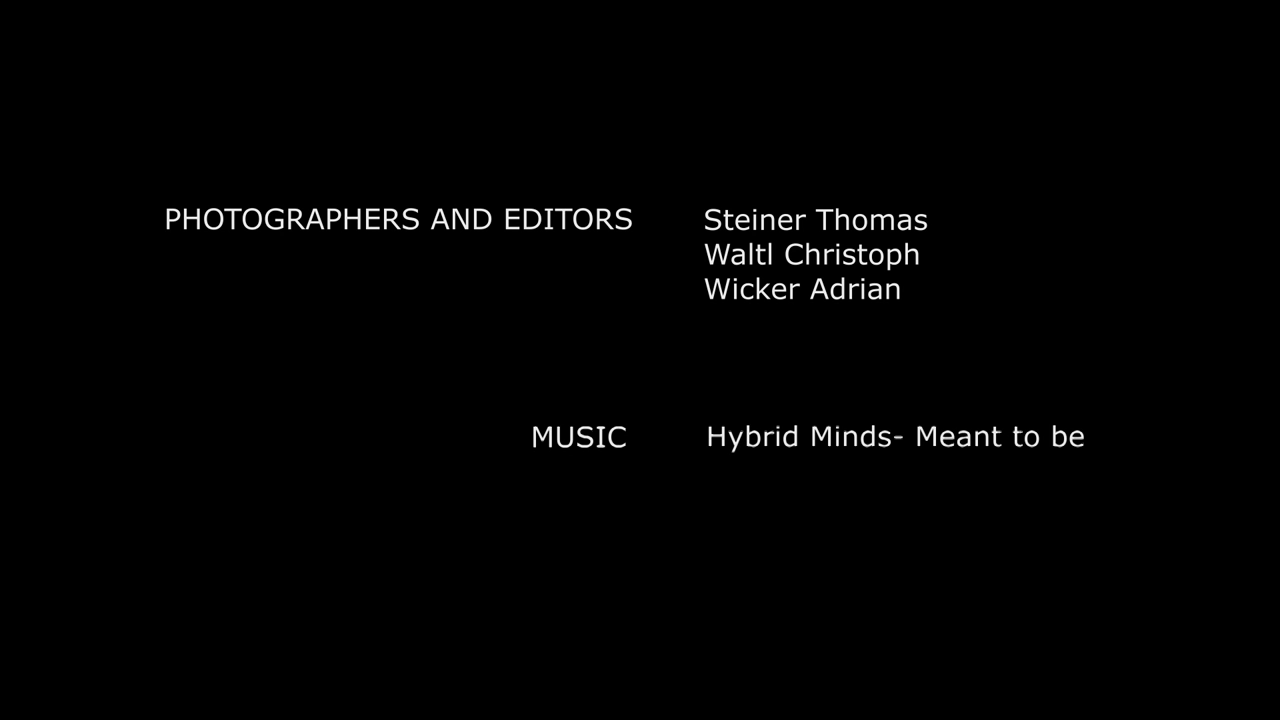 PHOTOGRAPHERS AND EDITORS Steiner Thomas
Waltl Christoph
Wicker Adrian
MUSIC Hybrid Minds- Meant to be